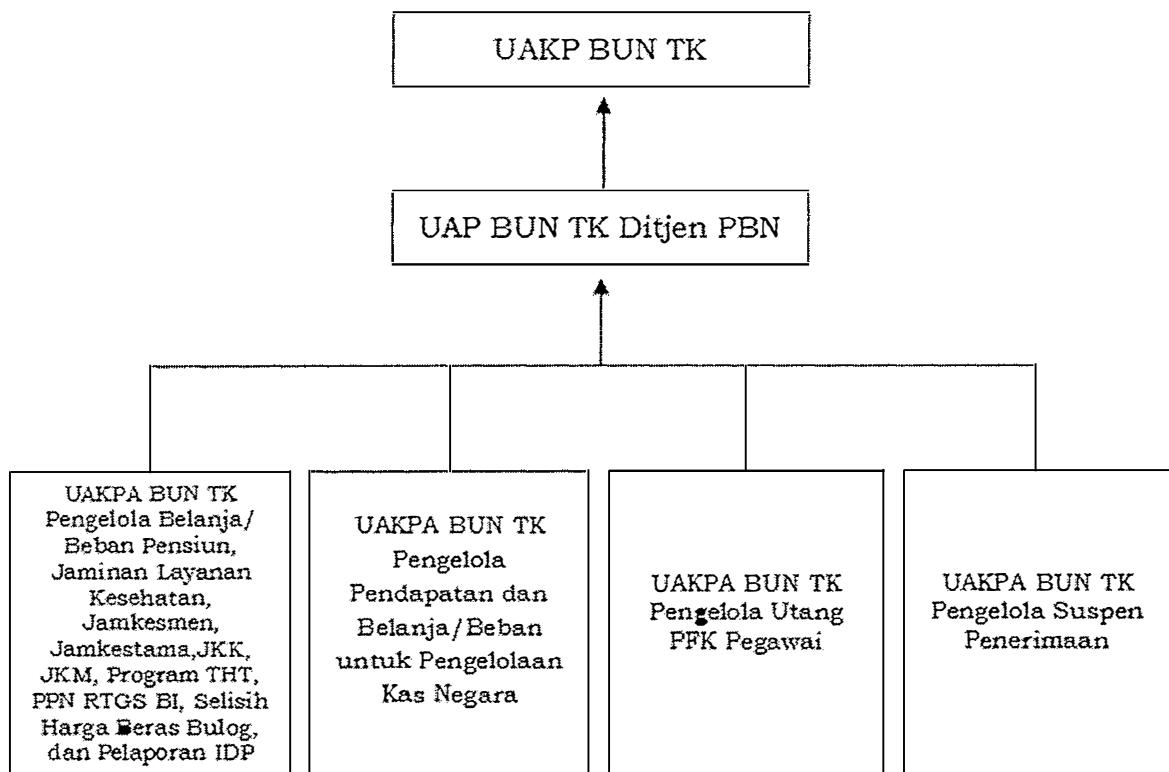 UAKP BUN TK
UAP BUN TK Ditjen PBN
UAKPA BUN TK
Pengelola Belanja/
Beban Pensiun,
Jaminan Layanan
Kesehatan,
Jamkesmen,
Jamkestama,JKK,
JKM, Program THT,
PPN RTGS BI, Selisih
Harga Beras Bulog,
dan Pelaporan IDP
UAKPA BUN TK
Pengelola
Pendapatan dan
Belanja/Beban
untuk Pengelolaan
Kas Negara
UAKPA BUN TK
Pengelola Utang
PFK Pegawai
UAKPA BUN TK
Pengelola Suspen
Penerimaan